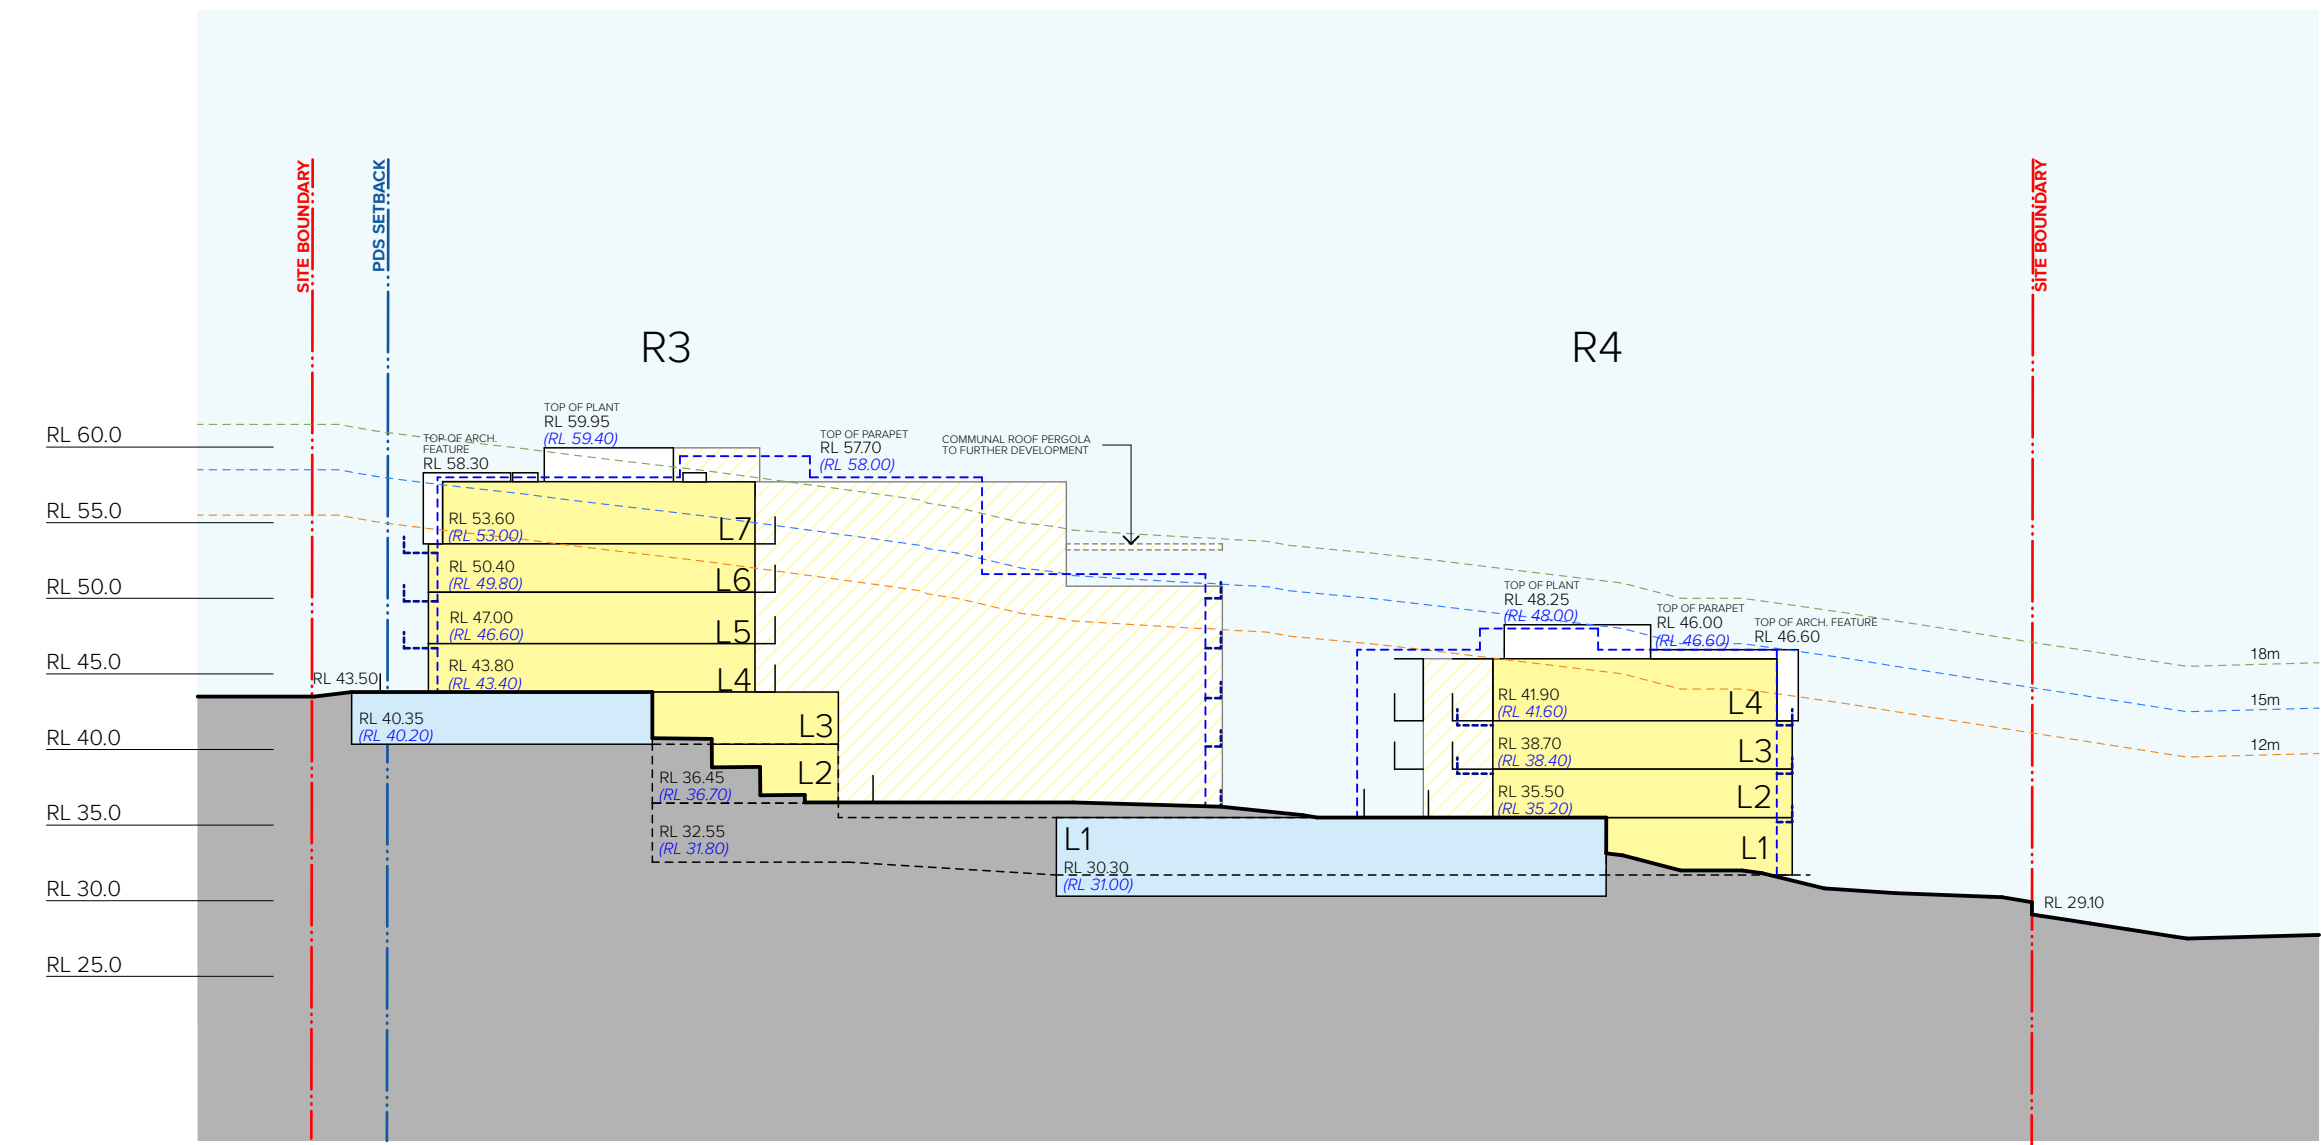 SITE BOUNDARY
PDS SETBACK
SITE BOUNDARY
R3
R4
RL 60.0
RL 55.0
RL 50.0
RL 45.0
RL 40.0
RL 35.0
RL 30.0
RL 25.0
TOP OF PLANT
RL 59.95
(RL 59.40)
TOP OF ARCH.
FEATURE
RL 58.30
TOP OF PARAPET
RL 57.70
(RL 58.00)
COMMUNAL ROOF PERGOLA
TO FURTHER DEVELOPMENT
RL 53.60
(RL 53.00)
L7
RL 50.40
(RL 49.80)
L6
RL 47.00
(RL 46.60)
L5
RL 43.80
(RL 43.40)
L4
RL 43.50
RL 40.35
(RL 40.20)
L3
L2
RL 36.45
(RL 36.70)
RL 32.55
(RL 31.80)
TOP OF PLANT
RL 48.25
(RL 48.00)
TOP OF PARAPET
RL 46.00
(RL 46.60)
TOP OF ARCH. FEATURE
RL 46.60
RL 41.90
(RL 41.60)
L4
RL 38.70
(RL 38.40)
L3
RL 35.50
(RL 35.20)
L2
L1
L1
RL 30.30
(RL 31.00)
18m
15m
12m
RL 29.10